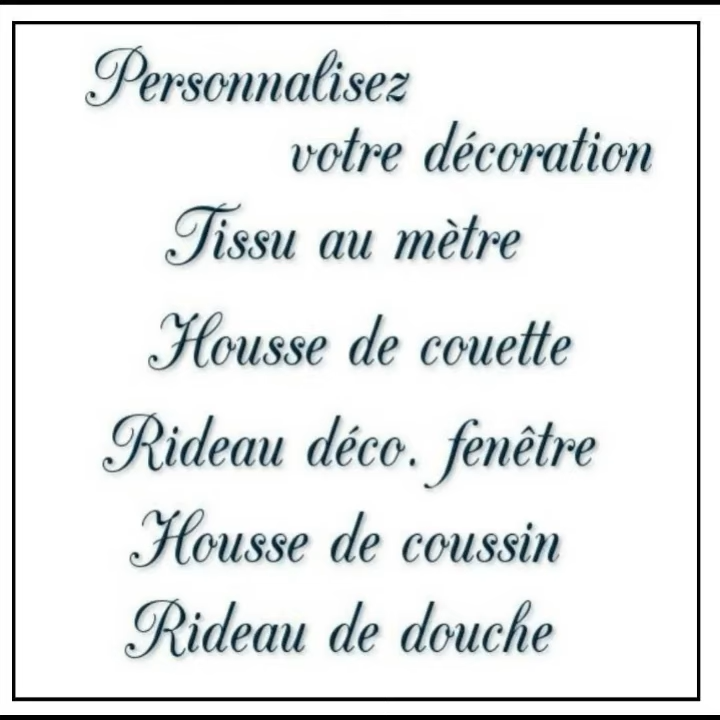 Personnalisez
votre décoration
Tissu au mètre
Housse de couette
Rideau déco. fenêtre
Housse de coussin
Rideau de douche